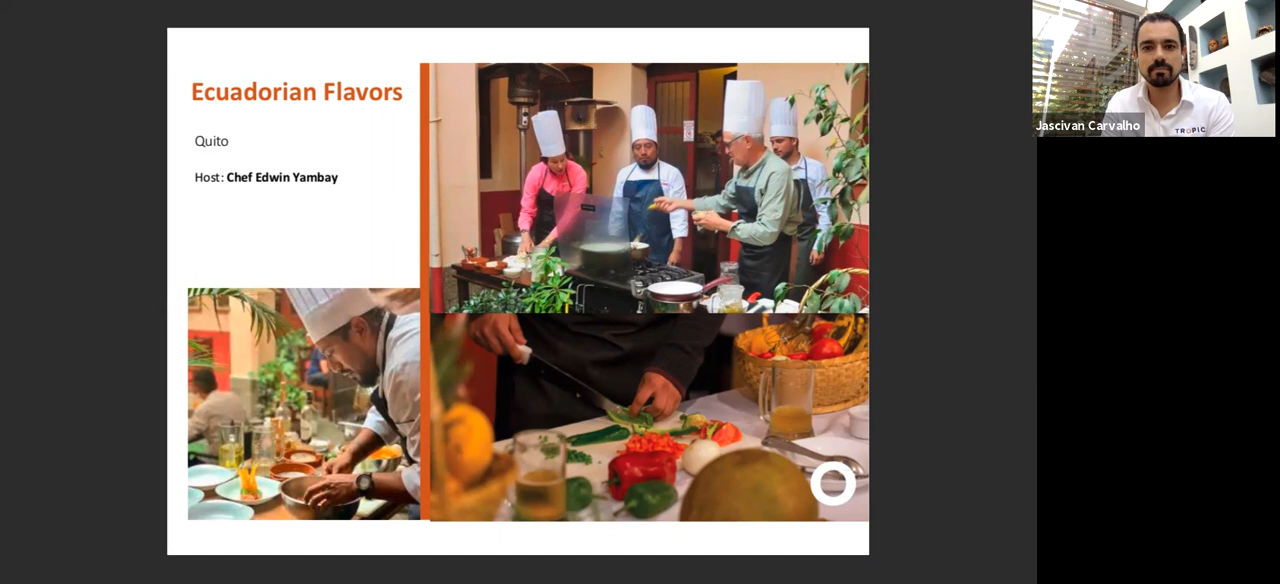 Ecuadorian Flavors
Quito
Host: Chef Edwin Yambay
Jascivan Carvalho
TROPIC